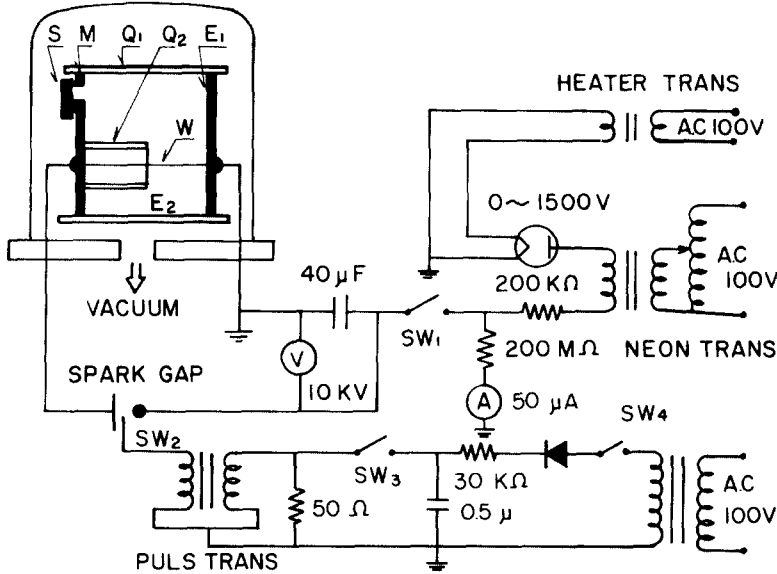 S M Q1 Q2 E1
W
E2
VACUUM
HEATER TRANS
A.C 100V
0~1500V
A.C
100V
40 μF
200 KΩ
SW1
200 MΩ
NEON TRANS
V
10 KV
SPARK GAP
A
50 μA
SW4
SW2
SW3
30 KΩ
50 Ω
0.5 μ
A.C
100V
PULS TRANS